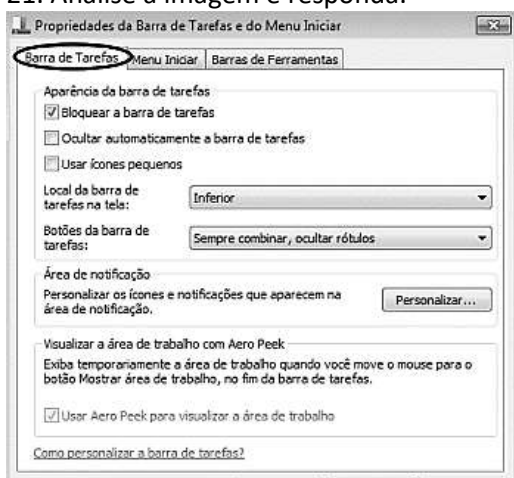 21. Analise a imagem e responda:
Propriedades da Barra de Tarefas e do Menu Iniciar
Barra de Tarefas Menu Iniciar Barras de Ferramentas
Aparência da barra de tarefas
Bloquear a barra de tarefas
Ocultar automaticamente a barra de tarefas
Usar ícones pequenos
Local da barra de
tarefas na tela:
Inferior
Botões da barra de
tarefas:
Sempre combinar, ocultar rótulos
Área de notificação
Personalizar os ícones e notificações que aparecem na
área de notificação.
Personalizar...
Visualizar a área de trabalho com Aero Peek
Exiba temporariamente a área de trabalho quando você move o mouse para o
botão Mostrar área de trabalho, no fim da barra de tarefas.
Usar Aero Peek para visualizar a área de trabalho
Como personalizar a barra de tarefas?